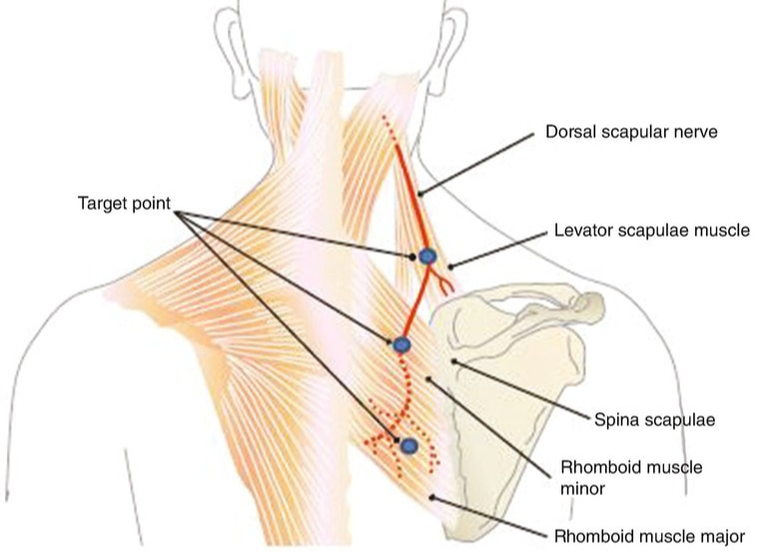 Dorsal scapular nerve
Target point
Levator scapulae muscle
Spina scapulae
Rhomboid muscle
minor
Rhomboid muscle major